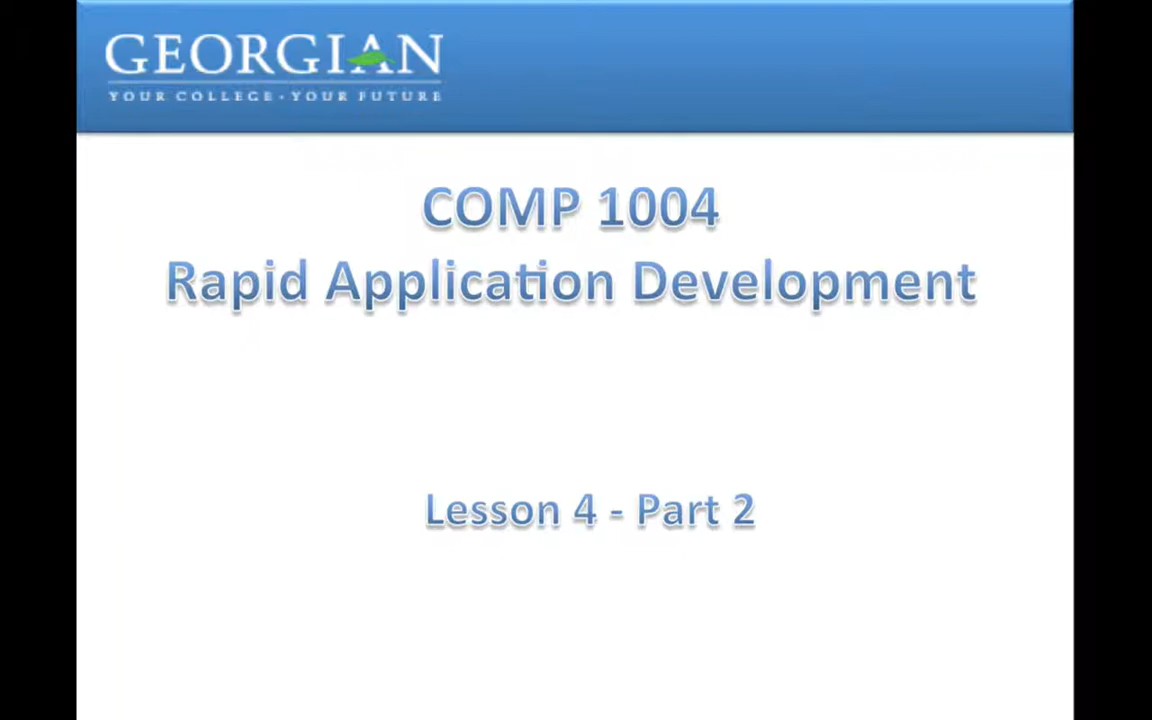 GEORGIAN
YOUR COLLEGE · YOUR FUTURE
COMP 1004
Rapid Application Development
Lesson 4 - Part 2